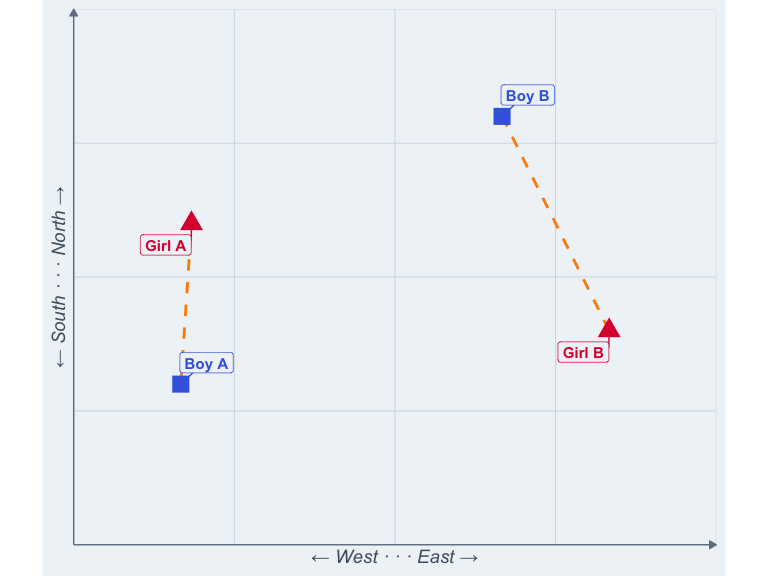 Boy B
Girl A
Girl B
Boy A
← South · · · North →
← West · · · East →